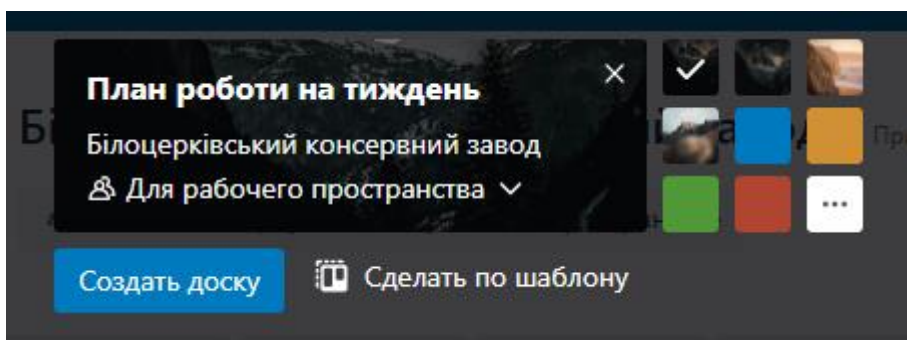 План роботи на тиждень
Білоцерківський консервний завод
Для рабочего пространства
Создать доску
Сделать по шаблону